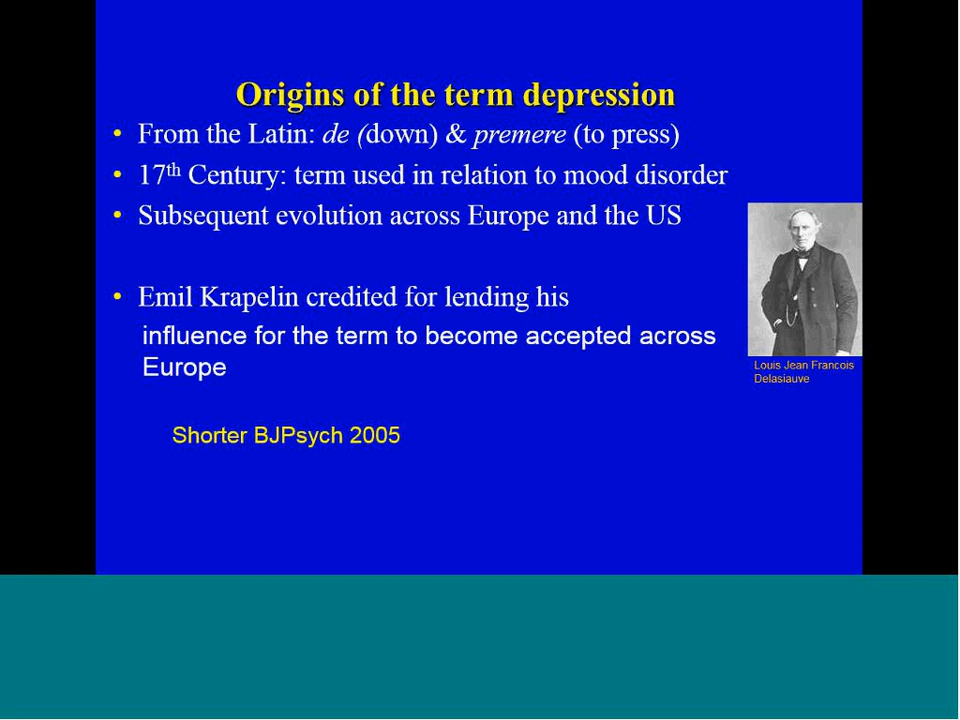 Origins of the term depression
• From the Latin: de (down) & premere (to press)
• 17th Century: term used in relation to mood disorder
• Subsequent evolution across Europe and the US
• Emil Krapelin credited for lending his
influence for the term to become accepted across
Europe
Louis Jean Francois
Delasiauve
Shorter BJPsych 2005